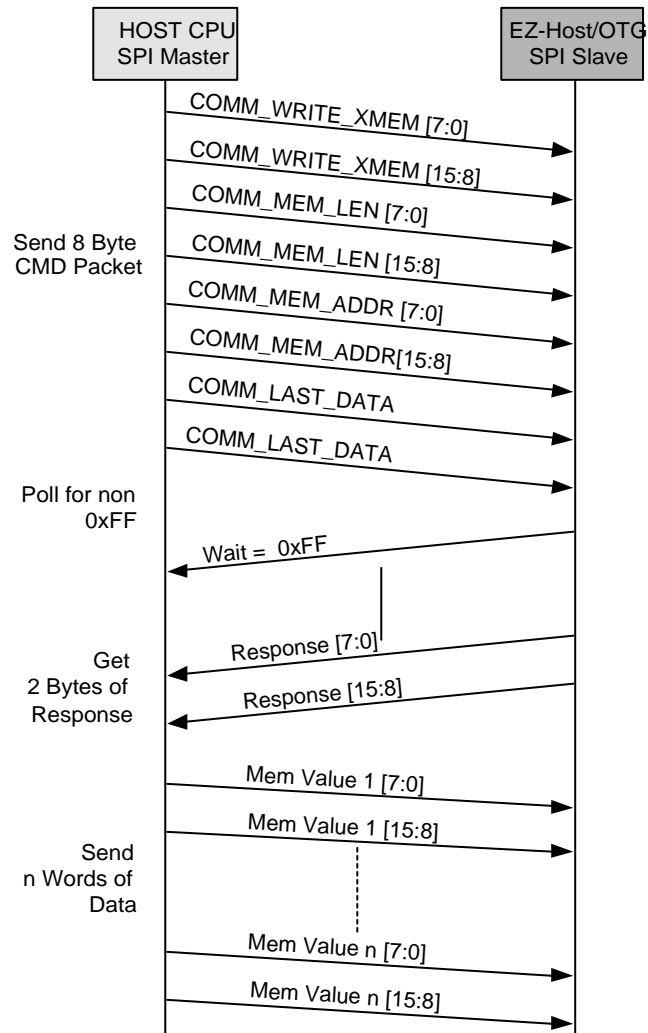 HOST CPU
SPI Master
EZ-Host/OTG
SPI Slave
COMM_WRITE_XMEM [7:0]
COMM_WRITE_XMEM [15:8]
COMM_MEM_LEN [7:0]
Send 8 Byte
CMD Packet
COMM_MEM_LEN [15:8]
COMM_MEM_ADDR [7:0]
COMM_MEM_ADDR[15:8]
COMM_LAST_DATA
COMM_LAST_DATA
Poll for non
0xFF
Wait = 0xFF
Get
2 Bytes of
Response
Response [7:0]
Response [15:8]
Mem Value 1 [7:0]
Mem Value 1 [15:8]
Send
n Words of
Data
Mem Value n [7:0]
Mem Value n [15:8]